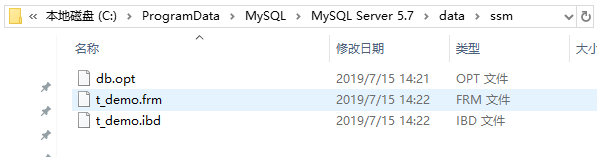 « 本地磁盘 (C:) › ProgramData › MySQL › MySQL Server 5.7 › data › ssm
名称 修改日期 类型 大小
db.opt 2019/7/15 14:21 OPT 文件
t_demo.frm 2019/7/15 14:22 FRM 文件
t_demo.ibd 2019/7/15 14:22 IBD 文件